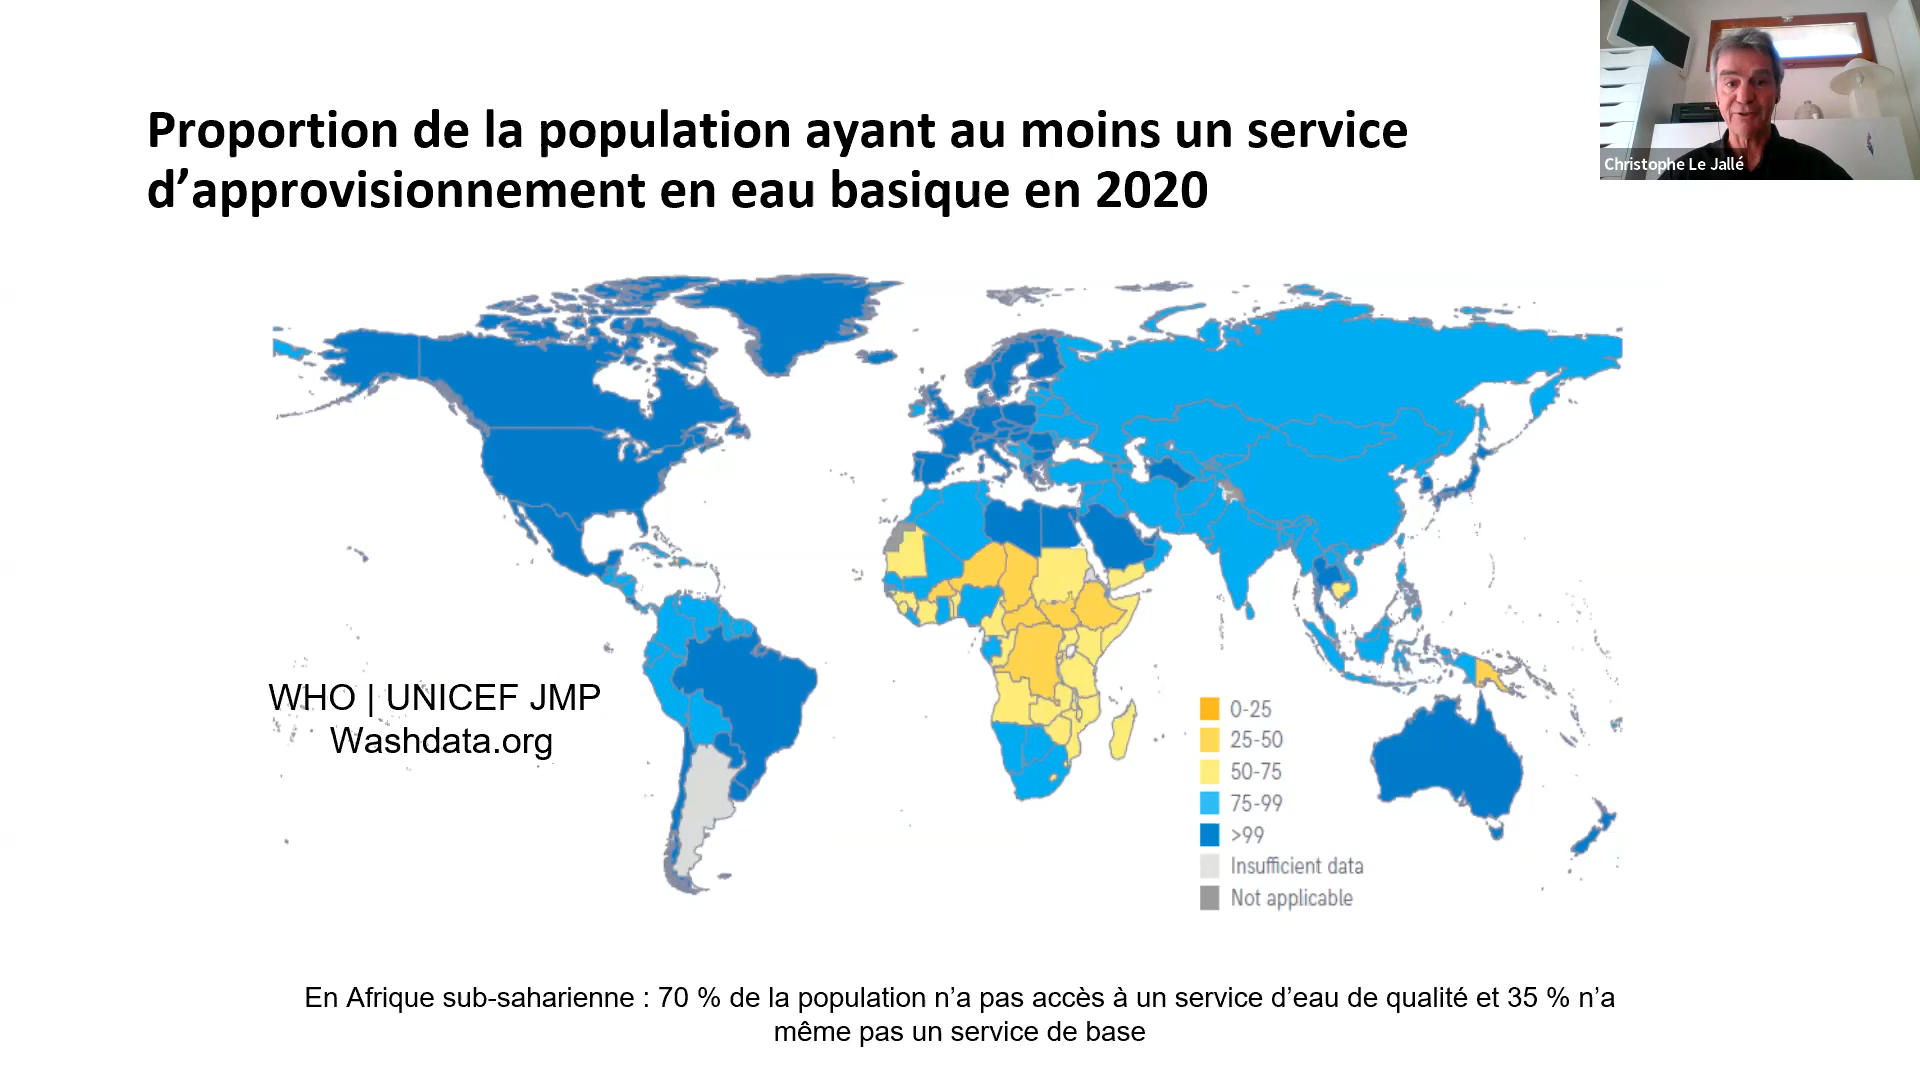 Proportion de la population ayant au moins un service
d’approvisionnement en eau basique en 2020
Christophe Le Jallé
WHO | UNICEF JMP
Washdata.org
0-25
25-50
50-75
75-99
>99
Insufficient data
Not applicable
En Afrique sub-saharienne : 70 % de la population n’a pas accès à un service d’eau de qualité et 35 % n’a
même pas un service de base